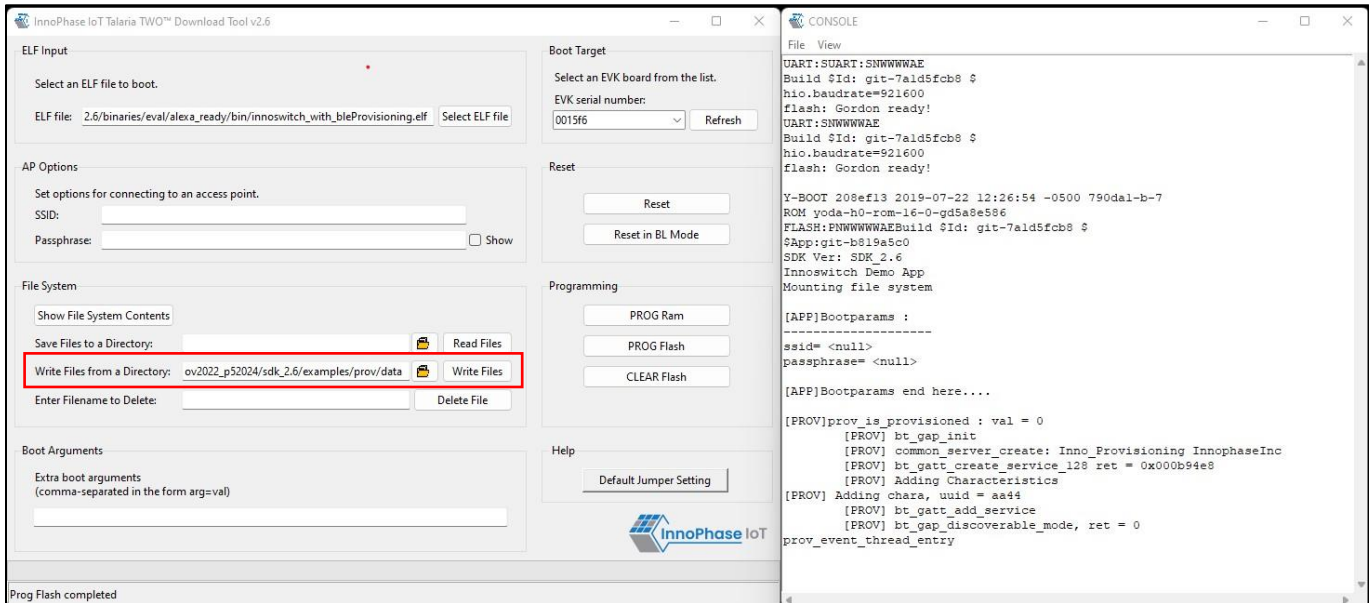 InnoPhase IoT Talaria TWO™ Download Tool v2.6
ELF Input
Select an ELF file to boot.
ELF file: 2.6/binaries/eval/alexa_ready/bin/innoswitch_with_bleProvisioning.elf Select ELF file
Boot Target
Select an EVK board from the list.
EVK serial number:
0015f6 Refresh
AP Options
Set options for connecting to an access point.
SSID:
Passphrase: Show
Reset
Reset
Reset in BL Mode
File System
Show File System Contents
Save Files to a Directory: Read Files
Write Files from a Directory: ov2022_p52024/sdk_2.6/examples/prov/data Write Files
Enter Filename to Delete: Delete File
Programming
PROG Ram
PROG Flash
CLEAR Flash
Boot Arguments
Extra boot arguments
(comma-separated in the form arg=val)
Help
Default Jumper Setting
InnoPhase IoT
Prog Flash completed
CONSOLE
File View
UART:SUART:SNWWWWAE
Build $Id: git-7a1d5fcb8 $
hio.baudrate=921600
flash: Gordon ready!
UART:SNWWWWAE
Build $Id: git-7a1d5fcb8 $
hio.baudrate=921600
flash: Gordon ready!
Y-BOOT 208ef13 2019-07-22 12:26:54 -0500 790da1-b-7
ROM yoda-h0-rom-16-0-gd5a8e586
FLASH:PNWWWWWAEBuild $Id: git-7a1d5fcb8 $
$App:git-b819a5c0
SDK Ver: SDK_2.6
Innoswitch Demo App
Mounting file system
[APP]Bootparams :
--------------------
ssid= <null>
passphrase= <null>
[APP]Bootparams end here....
[PROV]prov_is_provisioned : val = 0
[PROV] bt_gap_init
[PROV] common_server_create: Inno_Provisioning InnophaseInc
[PROV] bt_gatt_create_service_128 ret = 0x000b94e8
[PROV] Adding Characteristics
[PROV] Adding chara, uuid = aa44
[PROV] bt_gatt_add_service
[PROV] bt_gap_discoverable_mode, ret = 0
prov_event_thread_entry